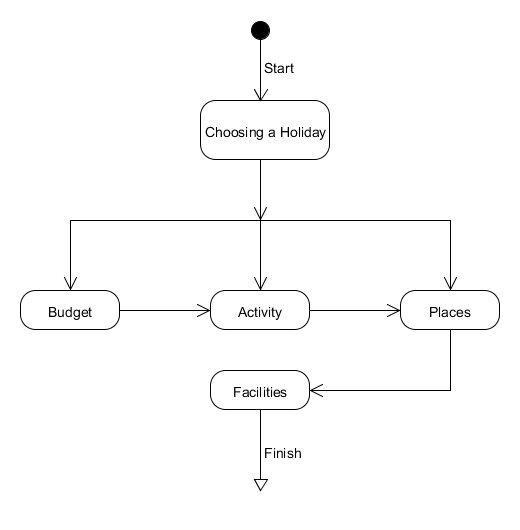 Start
Choosing a Holiday
Budget
Activity
Places
Facilities
Finish